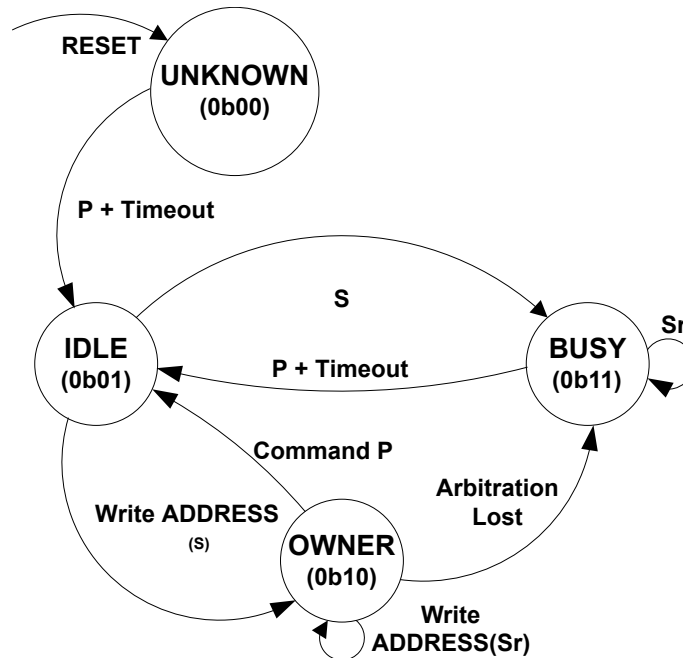 RESET
UNKNOWN
(0b00)
P + Timeout
S
IDLE
(0b01)
P + Timeout
BUSY
(0b11)
Sr
Command P
Arbitration
Lost
Write ADDRESS
(S)
OWNER
(0b10)
Write
ADDRESS(Sr)